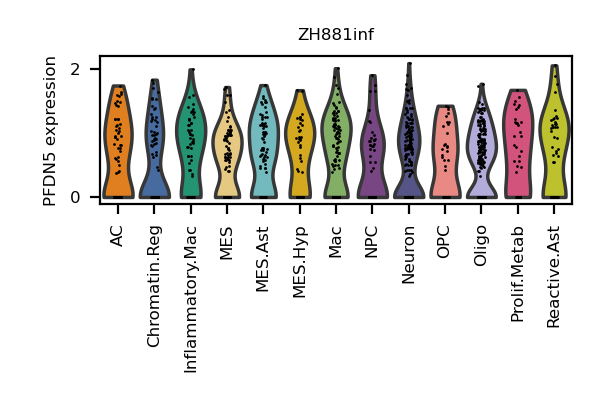 ZH881inf
PFDN5 expression
2
0
AC
Chromatin.Reg
Inflammatory.Mac
MES
MES.Ast
MES.Hyp
Mac
NPC
Neuron
OPC
Oligo
Prolif.Metab
Reactive.Ast